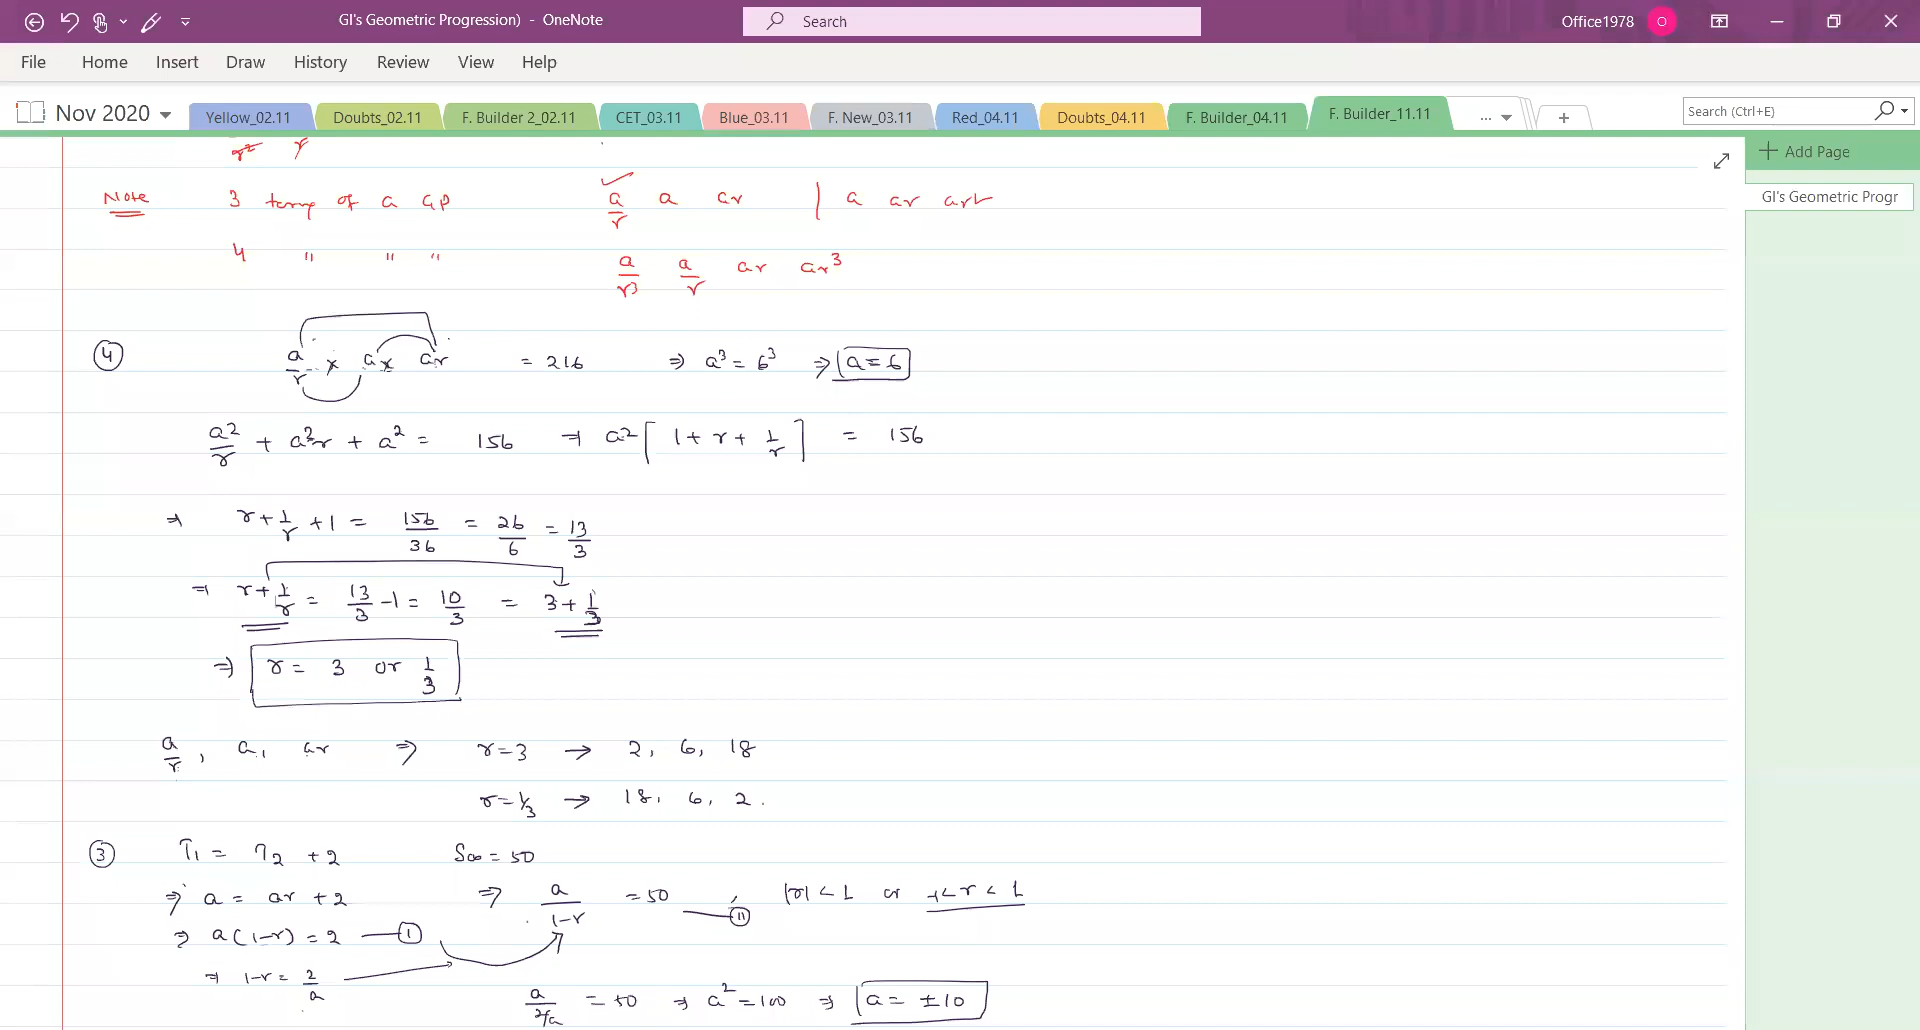 GI's Geometric Progression) - OneNote
Search
Office1978
O
File Home Insert Draw History Review View Help
Nov 2020
Yellow_02.11 Doubts_02.11 F. Builder 2_02.11 CET_03.11 Blue_03.11 F. New_03.11 Red_04.11 Doubts_04.11 F. Builder_04.11 F. Builder_11.11 ... +
Search (Ctrl+E)
+ Add Page
GI's Geometric Progr
r² r
Note 3 terms of a GP a/r a ar | a ar ar²
4 " " " a/r³ a/r ar ar³
④ a/r × a × ar = 216 ⇒ a³ = 6³ ⇒ a = 6
a²/r + a²r + a² = 156 ⇒ a² [ 1 + r + 1/r ] = 156
⇒ r + 1/r + 1 = 156/36 = 26/6 = 13/3
⇒ r + 1/r = 13/3 - 1 = 10/3 = 3 + 1/3
⇒ r = 3 or 1/3
a/r, a, ar ⇒ r = 3 → 2, 6, 18
r = 1/3 → 18, 6, 2.
③ T₁ = T₂ + 2 S∞ = 50
⇒ a = ar + 2 ⇒ a/1-r = 50 — ⑪ , |r| < 1 or -1 < r < 1
⇒ a(1-r) = 2 — ①
⇒ 1-r = 2/a
a/2/a = 50 ⇒ a² = 100 ⇒ a = ±10